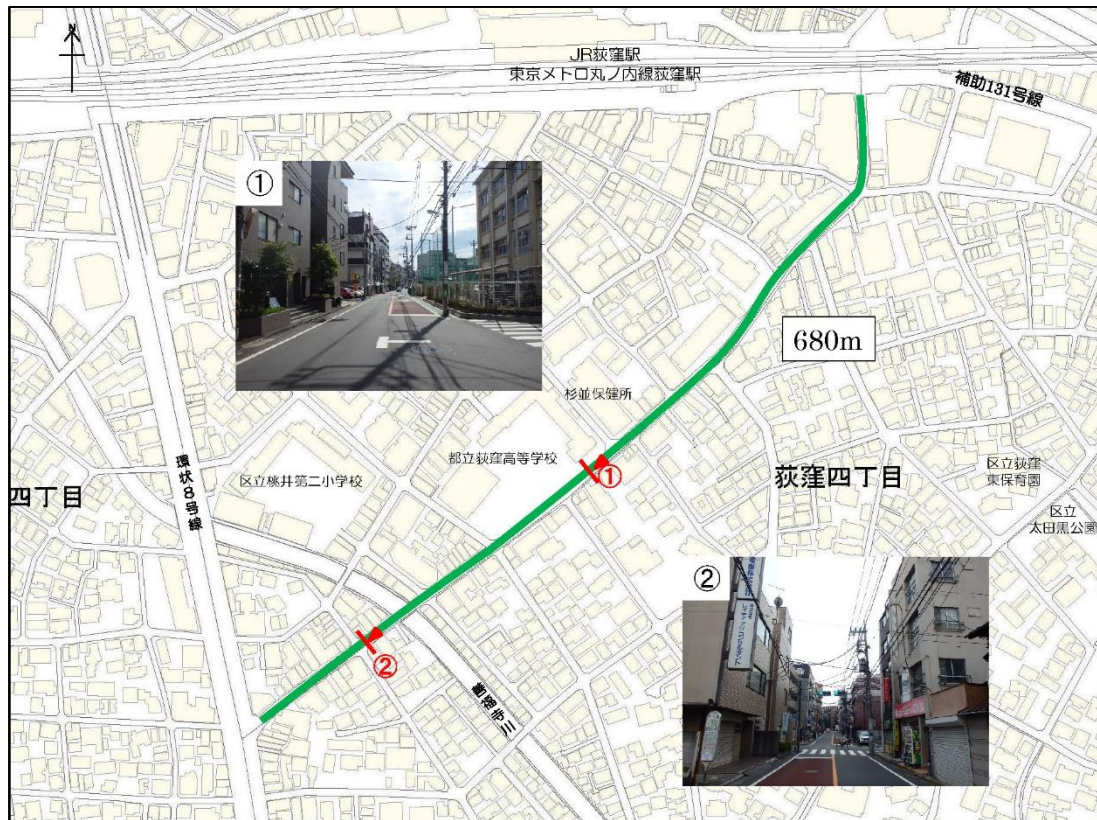 N
JR荻窪駅
東京メトロ丸ノ内線荻窪駅
補助131号線
①
680m
杉並保健所
都立荻窪高等学校
①
区立桃井第二小学校
環状8号線
四丁目
荻窪四丁目
区立荻窪
東保育園
区立
太田黒公園
②
②
善福寺川